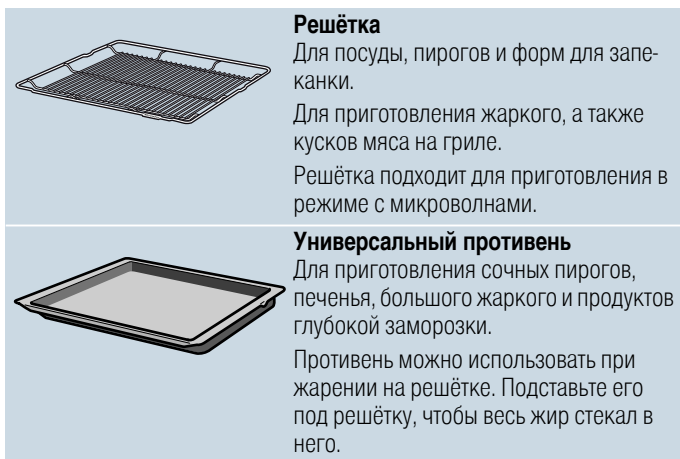 Решётка
Для посуды, пирогов и форм для запе-
канки.
Для приготовления жаркого, а также
кусков мяса на гриле.
Решётка подходит для приготовления в
режиме с микроволнами.
Универсальный противень
Для приготовления сочных пирогов,
печенья, большого жаркого и продуктов
глубокой заморозки.
Противень можно использовать при
жарении на решётке. Подставьте его
под решётку, чтобы весь жир стекал в
него.